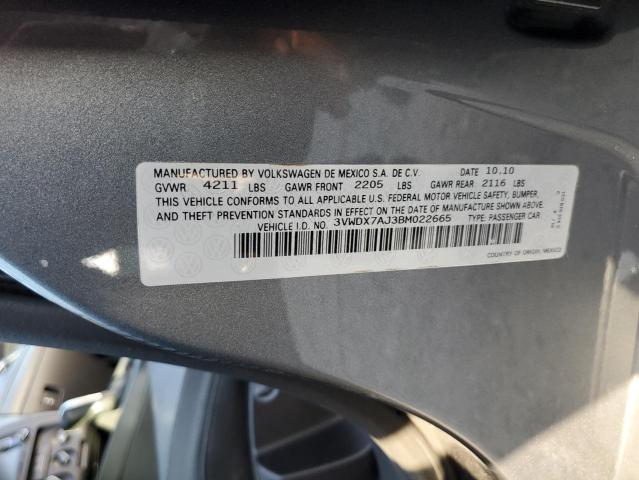 MANUFACTURED BY VOLKSWAGEN DE MEXICO S.A. DE C.V. DATE 10.10
GVWR 4211 LBS GAWR FRONT 2205 LBS GAWR REAR 2116 LBS
THIS VEHICLE CONFORMS TO ALL APPLICABLE U.S. FEDERAL MOTOR VEHICLE SAFETY, BUMPER,
AND THEFT PREVENTION STANDARDS IN EFFECT ON THE DATE OF MANUFACTURE SHOWN ABOVE.
VEHICLE I.D. NO. 3VWDX7AJ3BM022665 TYPE: PASSENGER CAR
COUNTRY OF ORIGIN: MEXICO